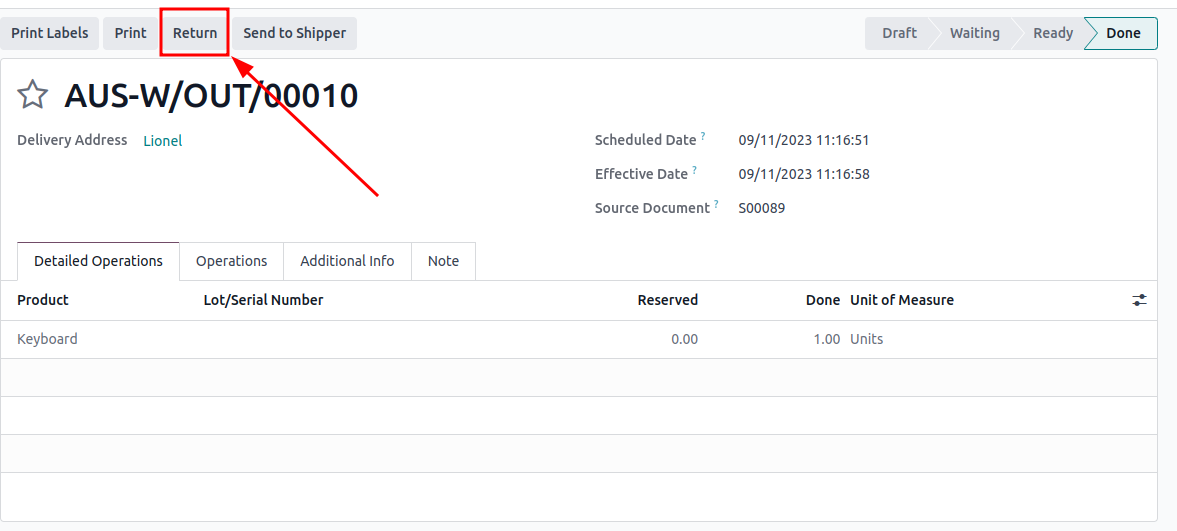 Print Labels Print Return Send to Shipper Draft Waiting Ready Done
AUS-W/OUT/00010
Delivery Address Lionel Scheduled Date ? 09/11/2023 11:16:51
Effective Date ? 09/11/2023 11:16:58
Source Document ? S00089
Detailed Operations Operations Additional Info Note
Product Lot/Serial Number Reserved Done Unit of Measure
Keyboard 0.00 1.00 Units